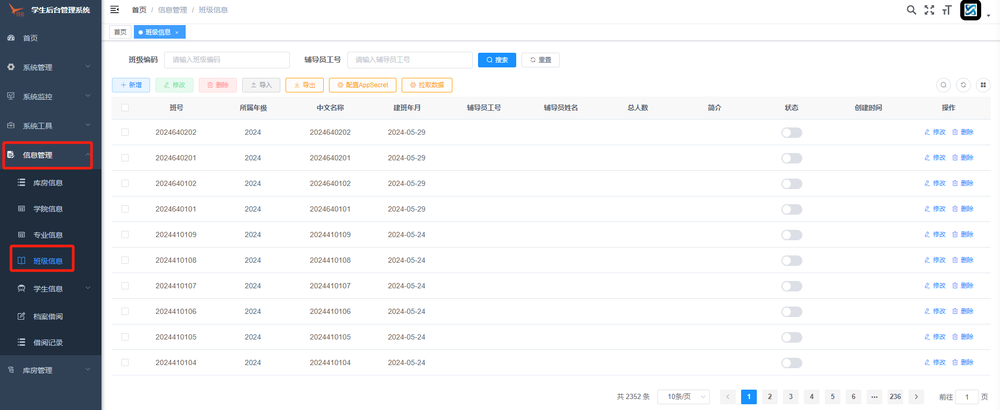 学生后台管理系统
首页
系统管理
系统监控
系统工具
信息管理
库房信息
学院信息
专业信息
班级信息
学生信息
档案借阅
借阅记录
库房管理
首页 / 信息管理 / 班级信息
首页 班级信息 ×
班级编码 请输入班级编码 辅导员工号 请输入辅导员工号 搜索 重置
新增 修改 删除 导入 导出 配置AppSecret 拉取数据
班号 所属年级 中文名称 建班年月 辅导员工号 辅导员姓名 总人数 简介 状态 创建时间 操作
2024640202 2024 2024640202 2024-05-29 修改 删除
2024640201 2024 2024640201 2024-05-29 修改 删除
2024640102 2024 2024640102 2024-05-29 修改 删除
2024640101 2024 2024640101 2024-05-29 修改 删除
2024410109 2024 2024410109 2024-05-24 修改 删除
2024410108 2024 2024410108 2024-05-24 修改 删除
2024410107 2024 2024410107 2024-05-24 修改 删除
2024410106 2024 2024410106 2024-05-24 修改 删除
2024410105 2024 2024410105 2024-05-24 修改 删除
2024410104 2024 2024410104 2024-05-24 修改 删除
共 2352 条 10条/页 1 2 3 4 5 6 ••• 236 前往 1 页